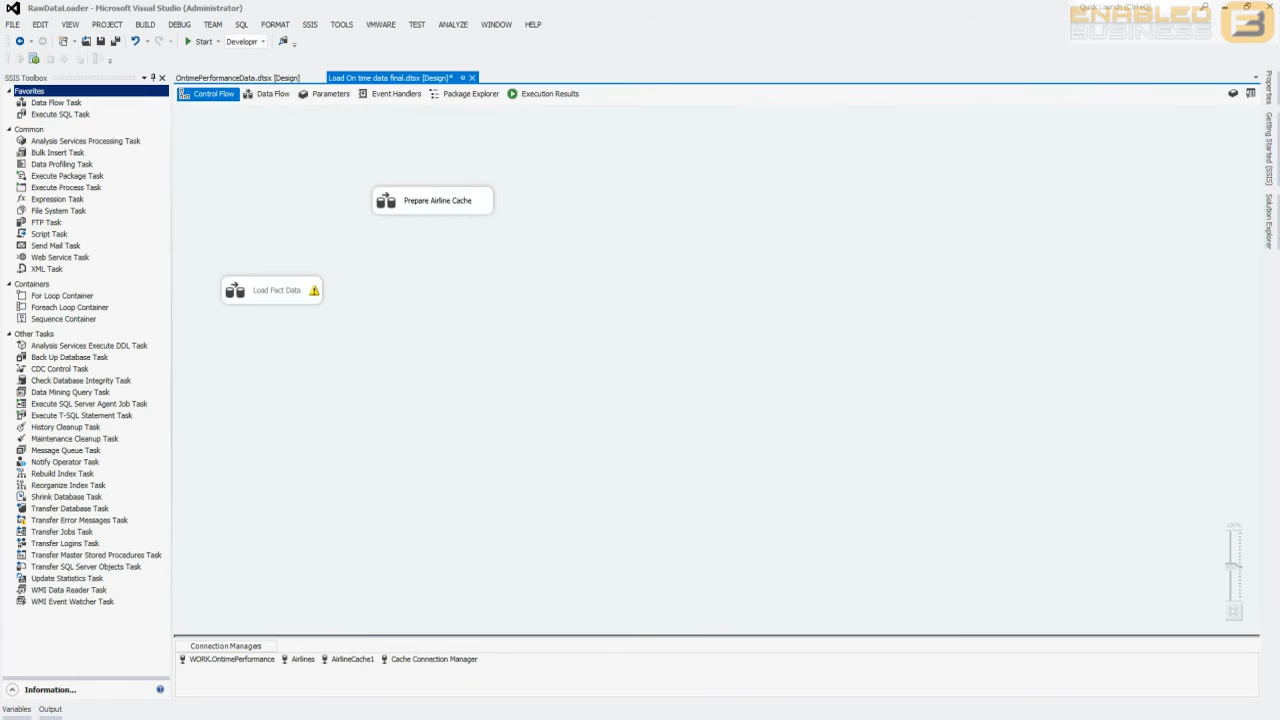 RawDataLoader - Microsoft Visual Studio (Administrator)
Quick Launch (Ctrl+Q)
ENABLED
BUSINESS
FILE EDIT VIEW PROJECT BUILD DEBUG TEAM SQL FORMAT SSIS TOOLS VMWARE TEST ANALYZE WINDOW HELP
Start Developm
SSIS Toolbox
OntimePerformanceData.dtsx [Design] Load On time data final.dtsx [Design]*
Control Flow Data Flow Parameters Event Handlers Package Explorer Execution Results
Favorites
Data Flow Task
Execute SQL Task
Common
Analysis Services Processing Task
Bulk Insert Task
Data Profiling Task
Execute Package Task
Execute Process Task
Expression Task
File System Task
FTP Task
Script Task
Send Mail Task
Web Service Task
XML Task
Containers
For Loop Container
Foreach Loop Container
Sequence Container
Other Tasks
Analysis Services Execute DDL Task
Back Up Database Task
CDC Control Task
Check Database Integrity Task
Data Mining Query Task
Execute SQL Server Agent Job Task
Execute T-SQL Statement Task
History Cleanup Task
Maintenance Cleanup Task
Message Queue Task
Notify Operator Task
Rebuild Index Task
Reorganize Index Task
Shrink Database Task
Transfer Database Task
Transfer Error Messages Task
Transfer Jobs Task
Transfer Logins Task
Transfer Master Stored Procedures Task
Transfer SQL Server Objects Task
Update Statistics Task
WMI Data Reader Task
WMI Event Watcher Task
Prepare Airline Cache
Load Fact Data
100%
Properties
Getting Started (SSIS)
Solution Explorer
Connection Managers
WORK.OntimePerformance Airlines AirlineCache1 Cache Connection Manager
Information...
Variables Output